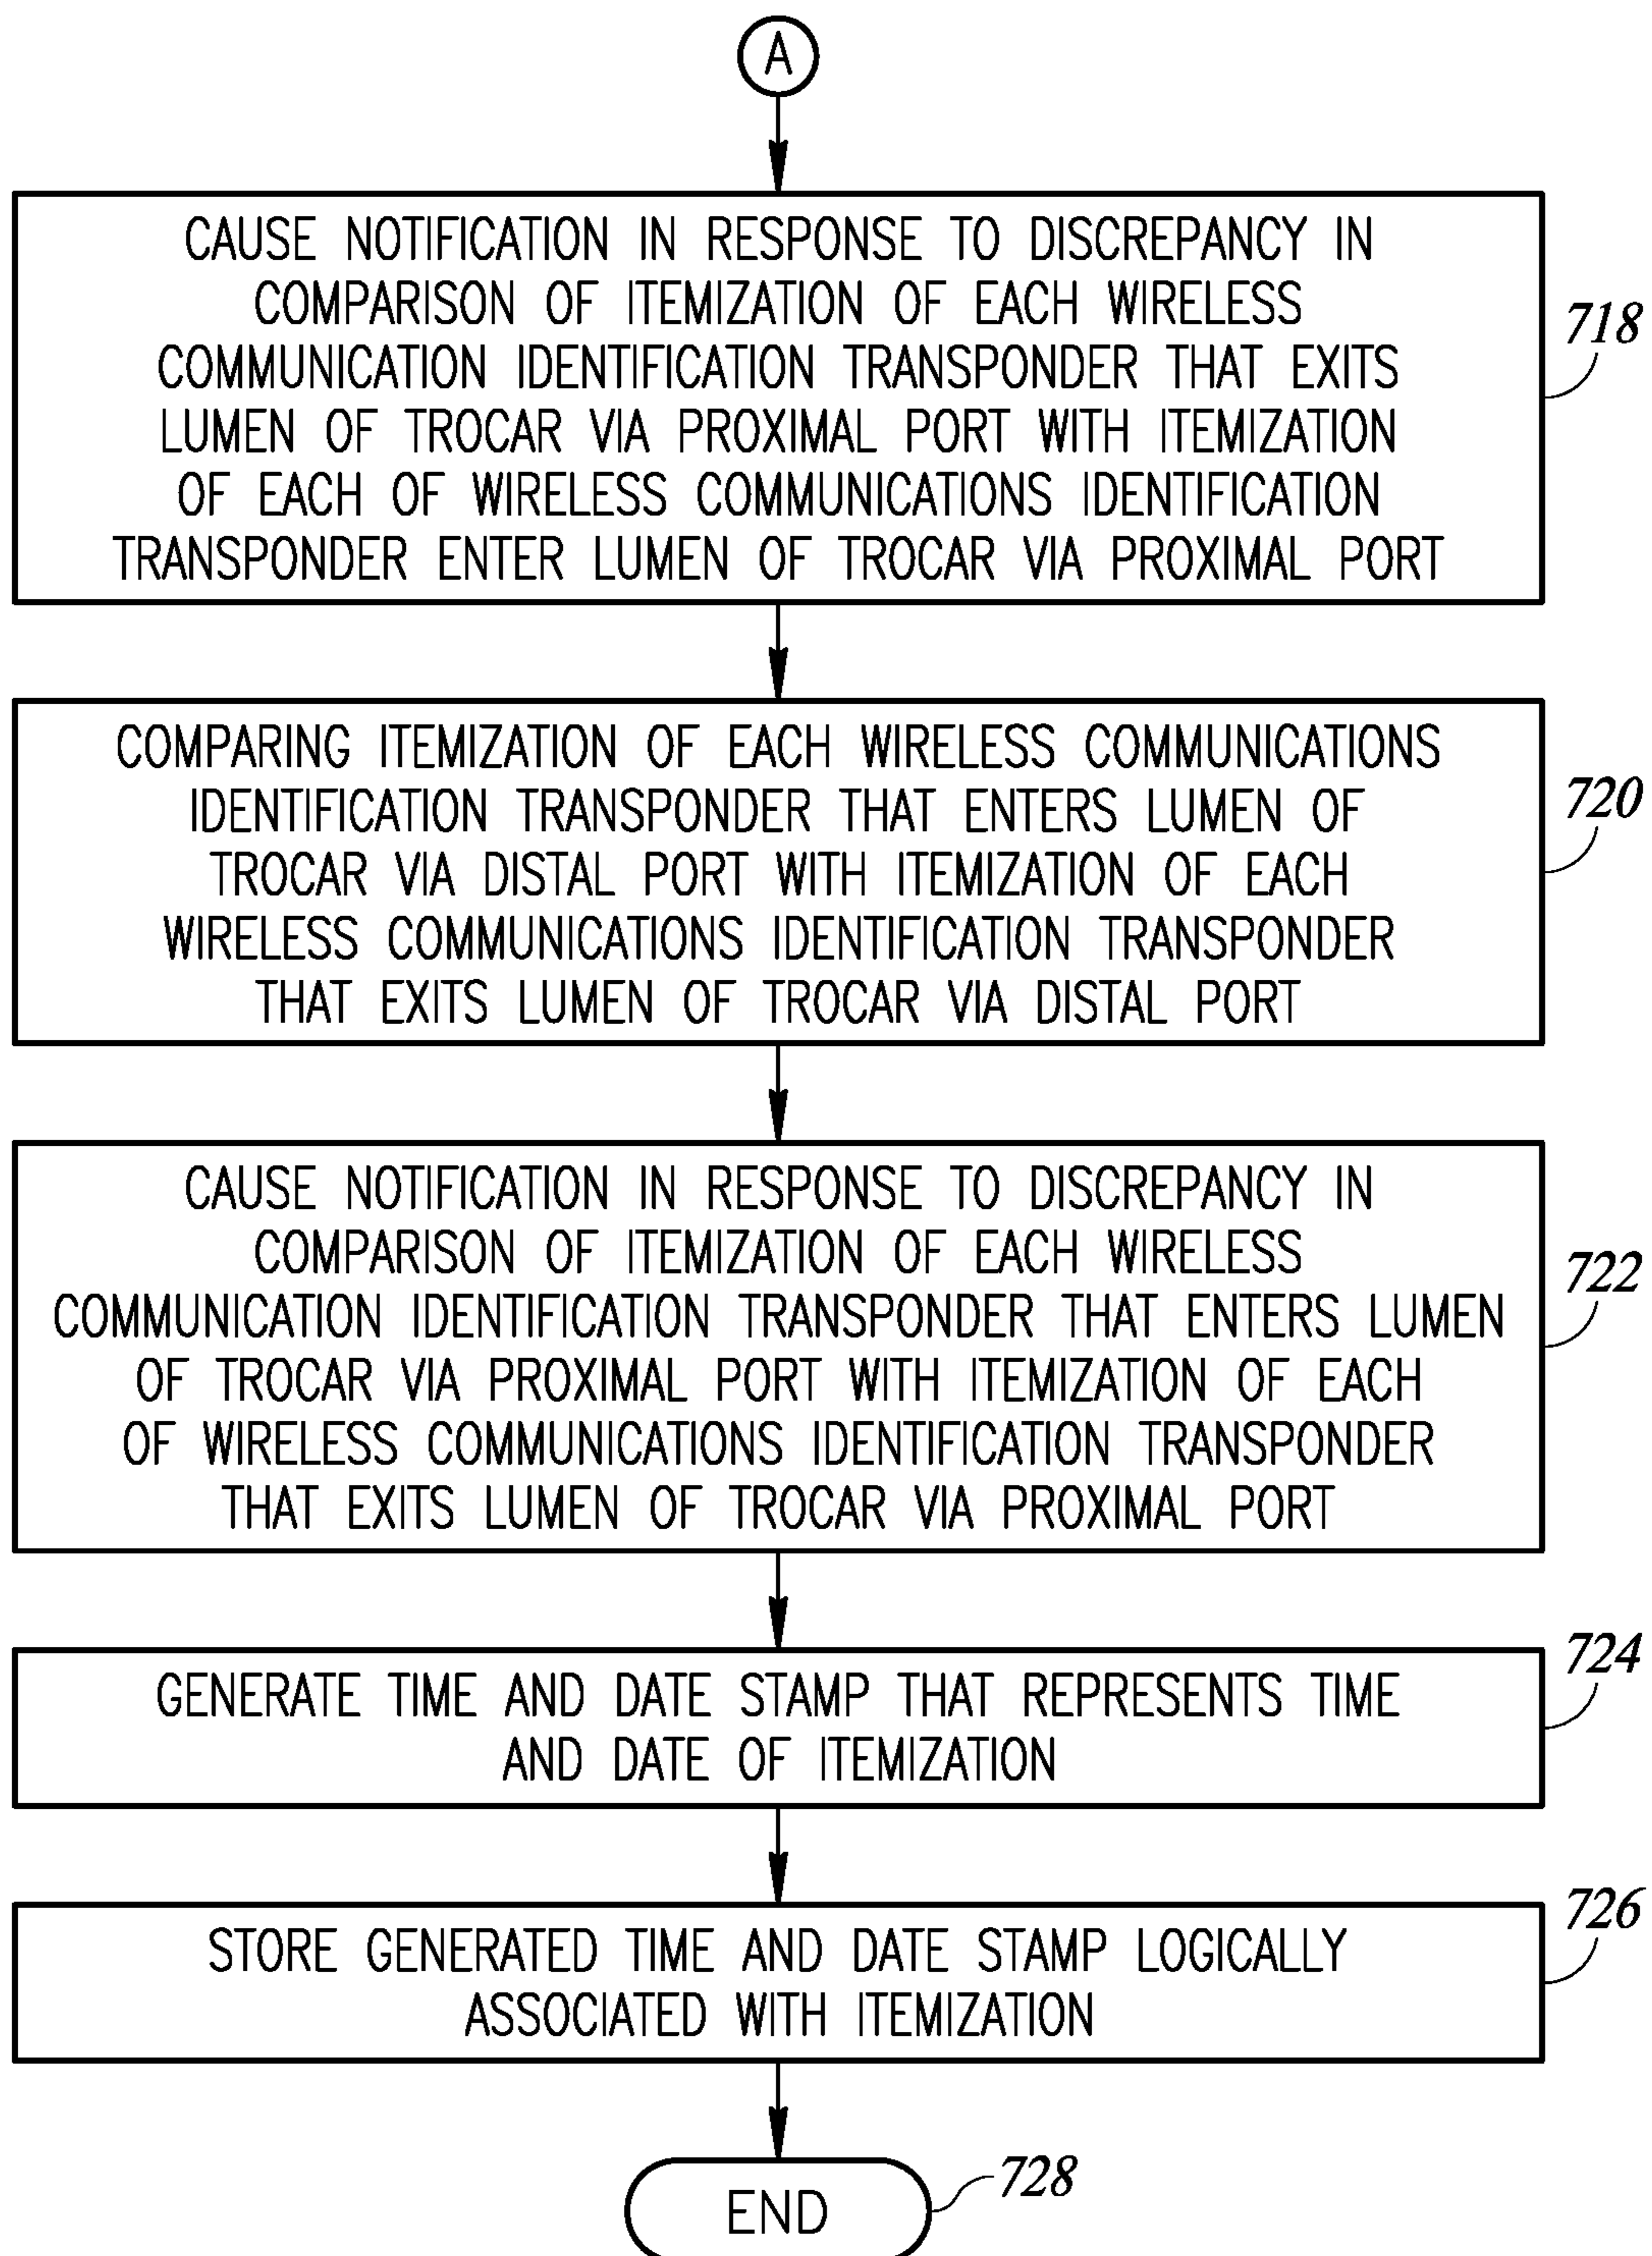 A
CAUSE NOTIFICATION IN RESPONSE TO DISCREPANCY IN
COMPARISON OF ITEMIZATION OF EACH WIRELESS
COMMUNICATION IDENTIFICATION TRANSPONDER THAT EXITS
LUMEN OF TROCAR VIA PROXIMAL PORT WITH ITEMIZATION
OF EACH OF WIRELESS COMMUNICATIONS IDENTIFICATION
TRANSPONDER ENTER LUMEN OF TROCAR VIA PROXIMAL PORT
718
COMPARING ITEMIZATION OF EACH WIRELESS COMMUNICATIONS
IDENTIFICATION TRANSPONDER THAT ENTERS LUMEN OF
TROCAR VIA DISTAL PORT WITH ITEMIZATION OF EACH
WIRELESS COMMUNICATIONS IDENTIFICATION TRANSPONDER
THAT EXITS LUMEN OF TROCAR VIA DISTAL PORT
720
CAUSE NOTIFICATION IN RESPONSE TO DISCREPANCY IN
COMPARISON OF ITEMIZATION OF EACH WIRELESS
COMMUNICATION IDENTIFICATION TRANSPONDER THAT ENTERS LUMEN
OF TROCAR VIA PROXIMAL PORT WITH ITEMIZATION OF EACH
OF WIRELESS COMMUNICATIONS IDENTIFICATION TRANSPONDER
THAT EXITS LUMEN OF TROCAR VIA PROXIMAL PORT
722
GENERATE TIME AND DATE STAMP THAT REPRESENTS TIME
AND DATE OF ITEMIZATION
724
STORE GENERATED TIME AND DATE STAMP LOGICALLY
ASSOCIATED WITH ITEMIZATION
726
END
728